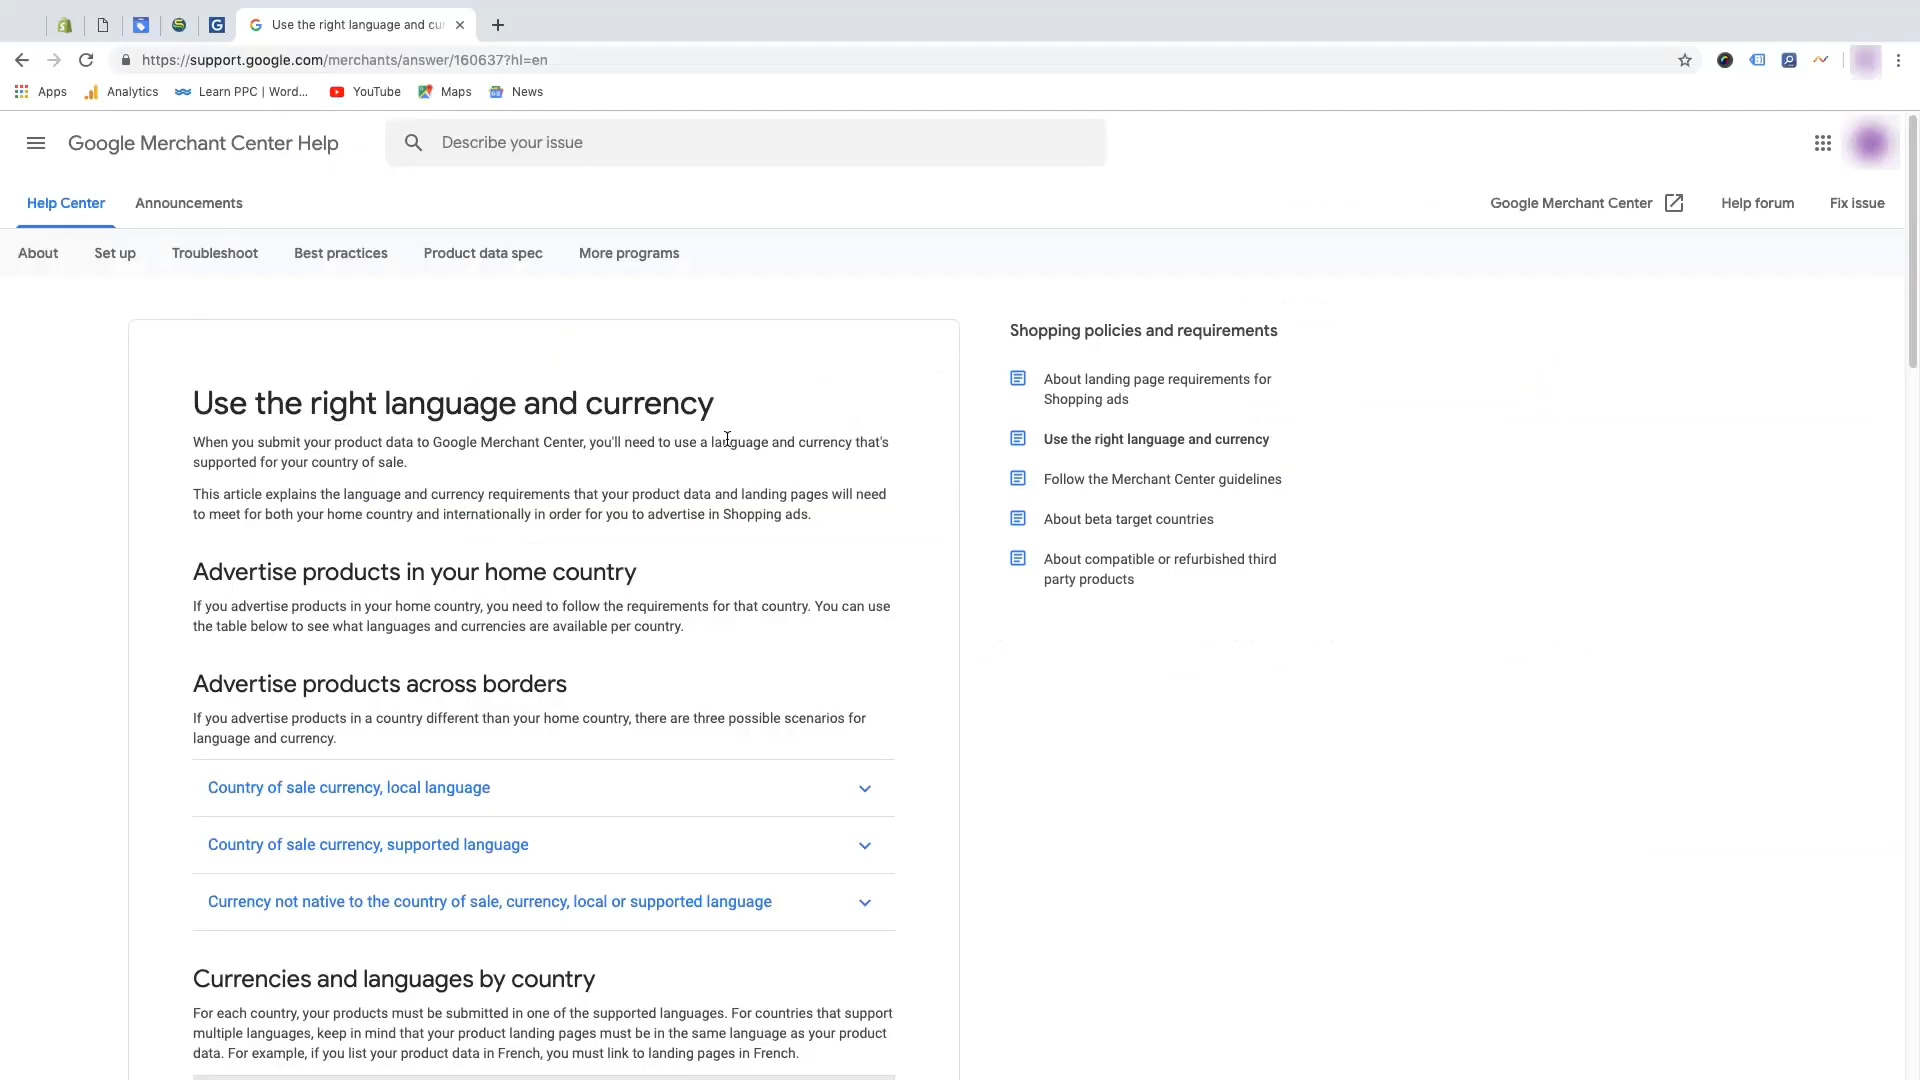 Use the right language and cu
https://support.google.com/merchants/answer/160637?hl=en
Apps
Analytics
Learn PPC | Word...
YouTube
Maps
News
Google Merchant Center Help
Describe your issue
Help Center
Announcements
Google Merchant Center
Help forum
Fix issue
About
Set up
Troubleshoot
Best practices
Product data spec
More programs
Use the right language and currency
When you submit your product data to Google Merchant Center, you'll need to use a language and currency that's
supported for your country of sale.
This article explains the language and currency requirements that your product data and landing pages will need
to meet for both your home country and internationally in order for you to advertise in Shopping ads.
Advertise products in your home country
If you advertise products in your home country, you need to follow the requirements for that country. You can use
the table below to see what languages and currencies are available per country.
Advertise products across borders
If you advertise products in a country different than your home country, there are three possible scenarios for
language and currency.
Country of sale currency, local language
Country of sale currency, supported language
Currency not native to the country of sale, currency, local or supported language
Currencies and languages by country
For each country, your products must be submitted in one of the supported languages. For countries that support
multiple languages, keep in mind that your product landing pages must be in the same language as your product
data. For example, if you list your product data in French, you must link to landing pages in French.
Shopping policies and requirements
About landing page requirements for
Shopping ads
Use the right language and currency
Follow the Merchant Center guidelines
About beta target countries
About compatible or refurbished third
party products